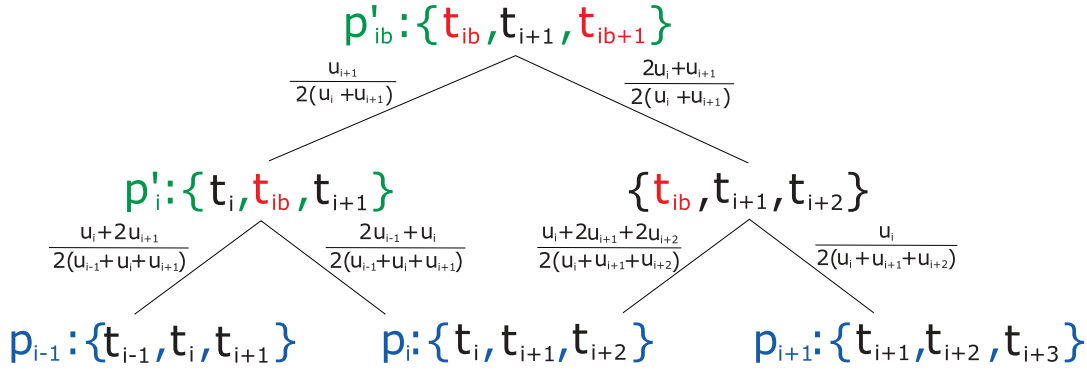 p'ib:{tib,ti+1,tib+1}
ui+1/2(ui+ui+1) 2ui+ui+1/2(ui+ui+1)
p'i:{ti,tib,ti+1} {tib,ti+1,ti+2}
ui+2ui+1/2(ui-1+ui+ui+1) 2ui-1+ui/2(ui-1+ui+ui+1) ui+2ui+1+2ui+2/2(ui+ui+1+ui+2) ui/2(ui+ui+1+ui+2)
pi-1:{ti-1,ti,ti+1} pi:{ti,ti+1,ti+2} pi+1:{ti+1,ti+2,ti+3}